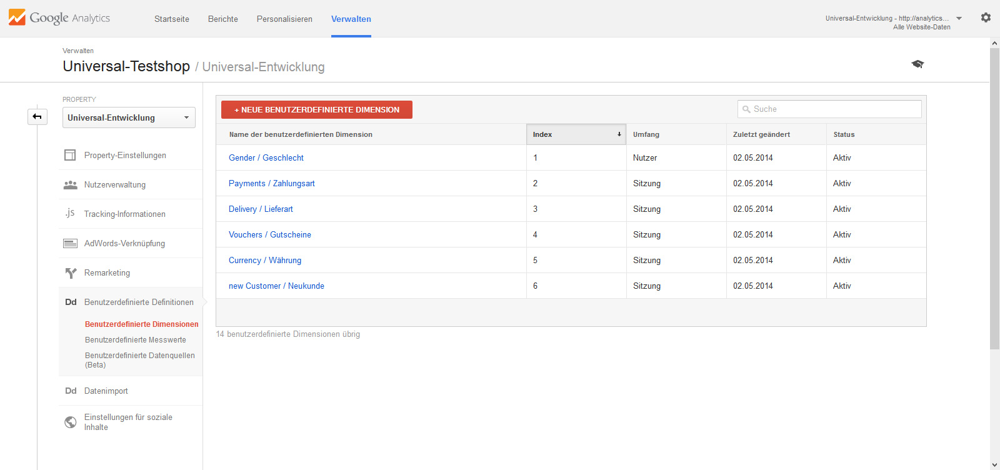 Google Analytics
Startseite Berichte Personalisieren Verwalten
Universal-Entwicklung - http://analytics...
Alle Website-Daten
Verwalten
Universal-Testshop / Universal-Entwicklung
PROPERTY
Universal-Entwicklung
Property-Einstellungen
Nutzerverwaltung
.js Tracking-Informationen
AdWords-Verknüpfung
Remarketing
Dd Benutzerdefinierte Definitionen
Benutzerdefinierte Dimensionen
Benutzerdefinierte Messwerte
Benutzerdefinierte Datenquellen
(Beta)
Dd Datenimport
Einstellungen für soziale
Inhalte
+ NEUE BENUTZERDEFINIERTE DIMENSION
Suche
Name der benutzerdefinierten Dimension Index Umfang Zuletzt geändert Status
Gender / Geschlecht 1 Nutzer 02.05.2014 Aktiv
Payments / Zahlungsart 2 Sitzung 02.05.2014 Aktiv
Delivery / Lieferart 3 Sitzung 02.05.2014 Aktiv
Vouchers / Gutscheine 4 Sitzung 02.05.2014 Aktiv
Currency / Währung 5 Sitzung 02.05.2014 Aktiv
new Customer / Neukunde 6 Sitzung 02.05.2014 Aktiv
14 benutzerdefinierte Dimensionen übrig